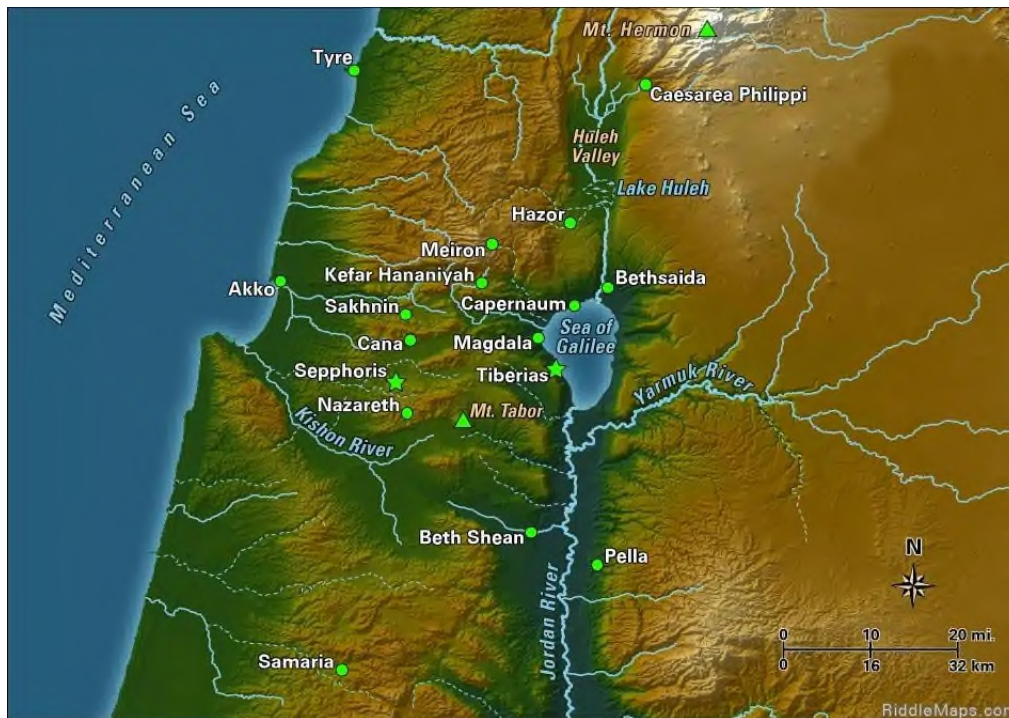 Mt. Hermon
Tyre
Caesarea Philippi
Mediterranean Sea
Huleh
Valley
Lake Huleh
Hazor
Meiron
Kefar Hananiyah
Bethsaida
Akko
Sakhnin
Capernaum
Sea of
Galilee
Cana
Magdala
Sepphoris
Tiberias
Yarmuk River
Nazareth
Mt. Tabor
Kishon River
Beth Shean
Pella
N
Jordan River
0 10 20 mi.
0 16 32 km
Samaria
RiddleMaps.com